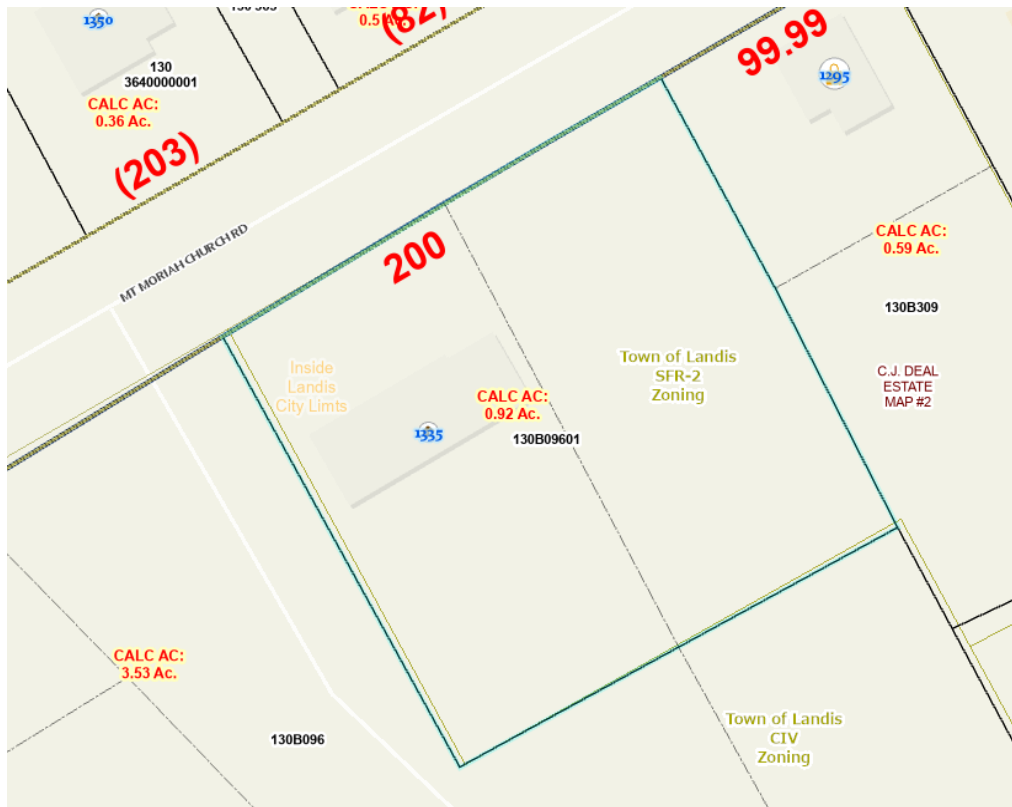 1350
130
3640000001
CALC AC:
0.36 Ac.
(203)
0.5 Ac.
(82)
99.99
1295
MT MORIAH CHURCH RD
200
CALC AC:
0.59 Ac.
130B309
C.J. DEAL
ESTATE
MAP #2
Inside
Landis
City Limts
Town of Landis
SFR-2
Zoning
CALC AC:
0.92 Ac.
1335
130B09601
CALC AC:
3.53 Ac.
130B096
Town of Landis
CIV
Zoning